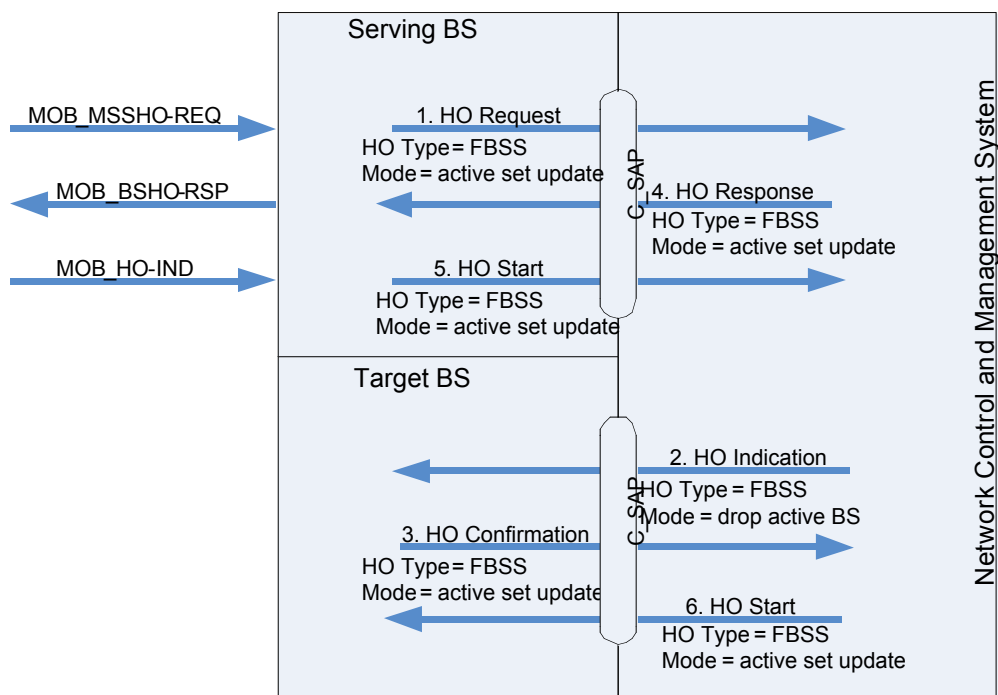 Serving BS
MOB_MSSHO-REQ
1. HO Request
HO Type = FBSS
Mode = active set update
MOB_BSHO-RSP
4. HO Response
HO Type = FBSS
Mode = active set update
MOB_HO-IND
5. HO Start
HO Type = FBSS
Mode = active set update
C_SAP
Target BS
2. HO Indication
HO Type = FBSS
Mode = drop active BS
3. HO Confirmation
HO Type = FBSS
Mode = active set update
6. HO Start
HO Type = FBSS
Mode = active set update
C_SAP
Network Control and Management System